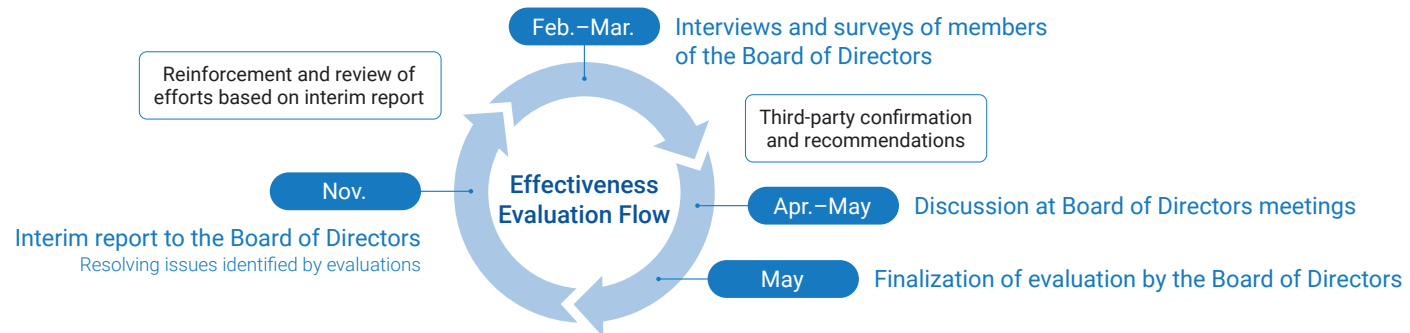 Feb.–Mar.
Interviews and surveys of members
of the Board of Directors
Reinforcement and review of
efforts based on interim report
Third-party confirmation
and recommendations
Effectiveness
Evaluation Flow
Nov.
Interim report to the Board of Directors
Resolving issues identified by evaluations
Apr.–May
Discussion at Board of Directors meetings
May
Finalization of evaluation by the Board of Directors